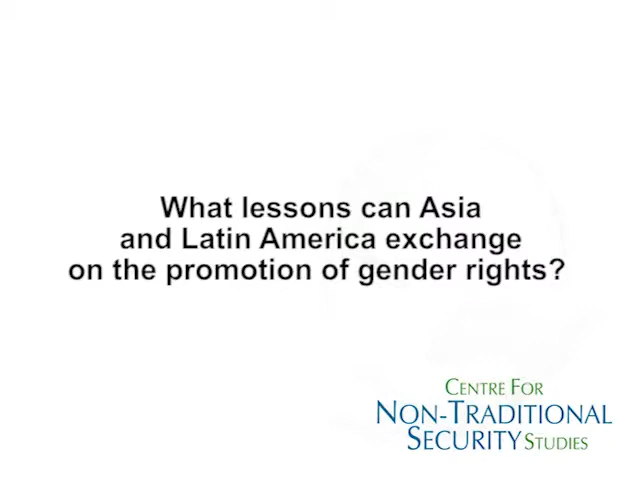 What lessons can Asia
and Latin America exchange
on the promotion of gender rights?
CENTRE FOR
NON-TRADITIONAL
SECURITY STUDIES